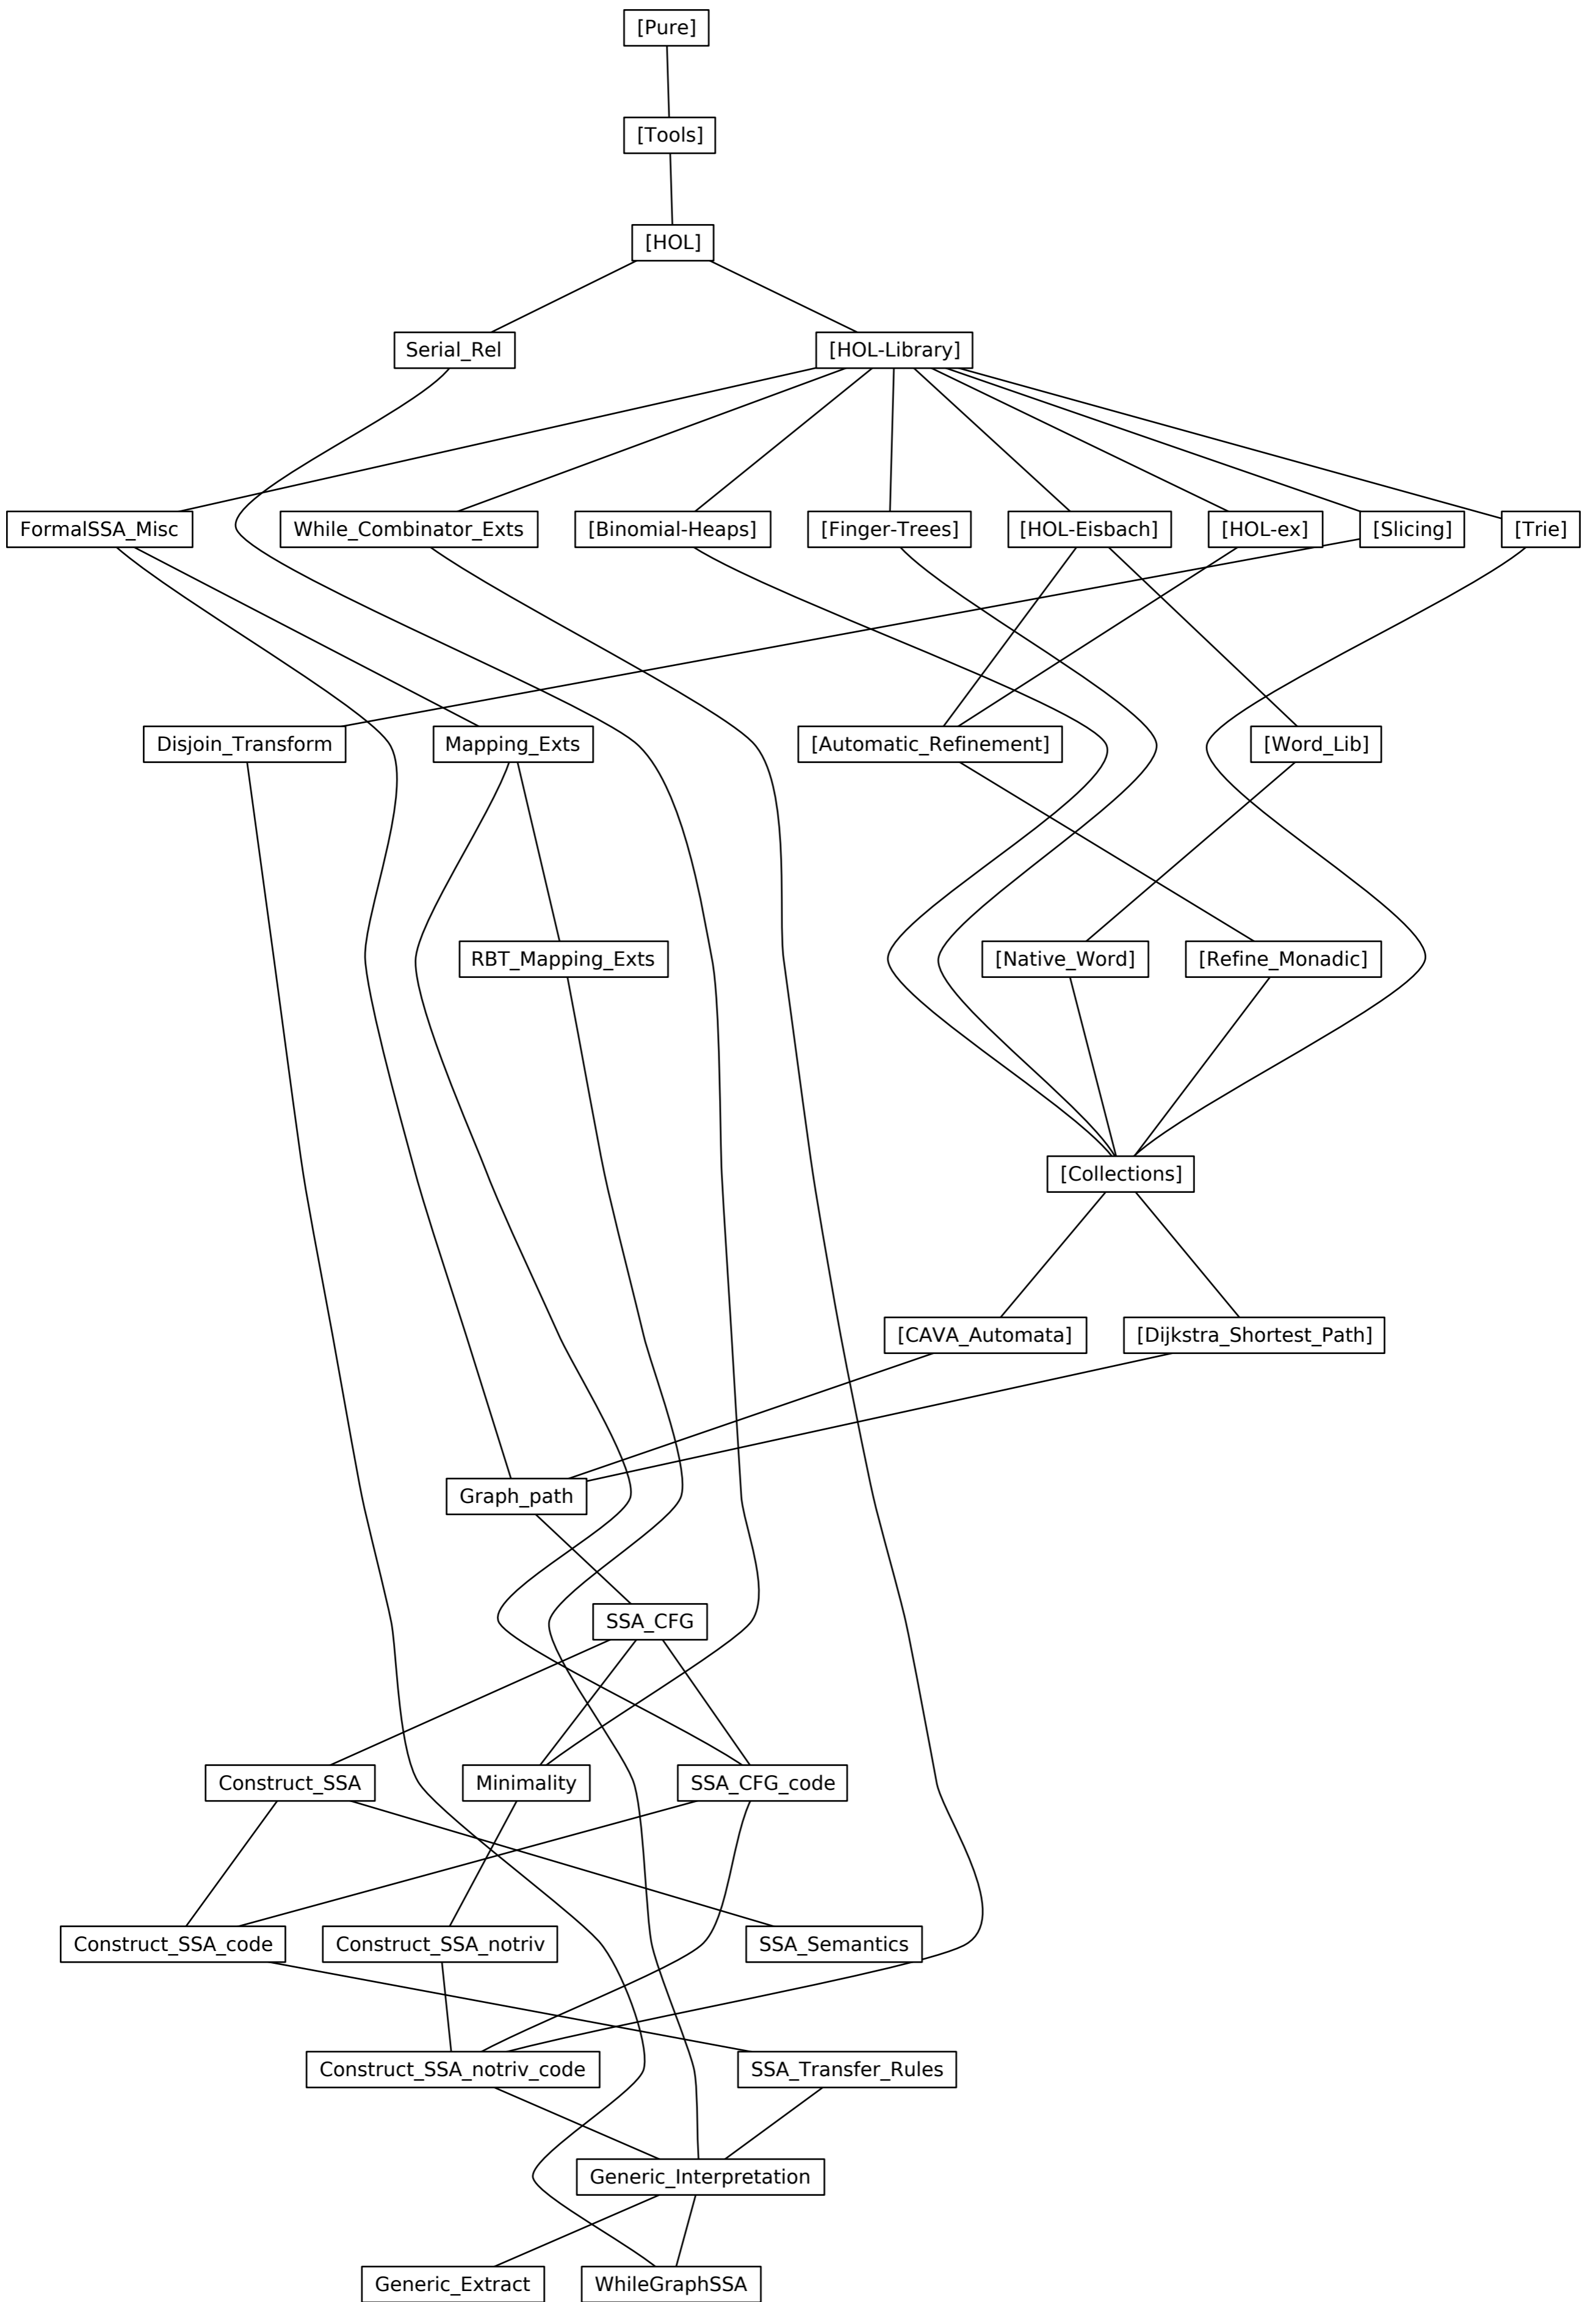 [Pure]
[Tools]
[HOL]
Serial_Rel
[HOL-Library]
FormalSSA_Misc
While_Combinator_Exts
[Binomial-Heaps]
[Finger-Trees]
[HOL-Eisbach]
[HOL-ex]
[Slicing]
[Trie]
Disjoin_Transform
Mapping_Exts
[Automatic_Refinement]
[Word_Lib]
RBT_Mapping_Exts
[Native_Word]
[Refine_Monadic]
[Collections]
[CAVA_Automata]
[Dijkstra_Shortest_Path]
Graph_path
SSA_CFG
Construct_SSA
Minimality
SSA_CFG_code
Construct_SSA_code
Construct_SSA_notriv
SSA_Semantics
Construct_SSA_notriv_code
SSA_Transfer_Rules
Generic_Interpretation
Generic_Extract
WhileGraphSSA